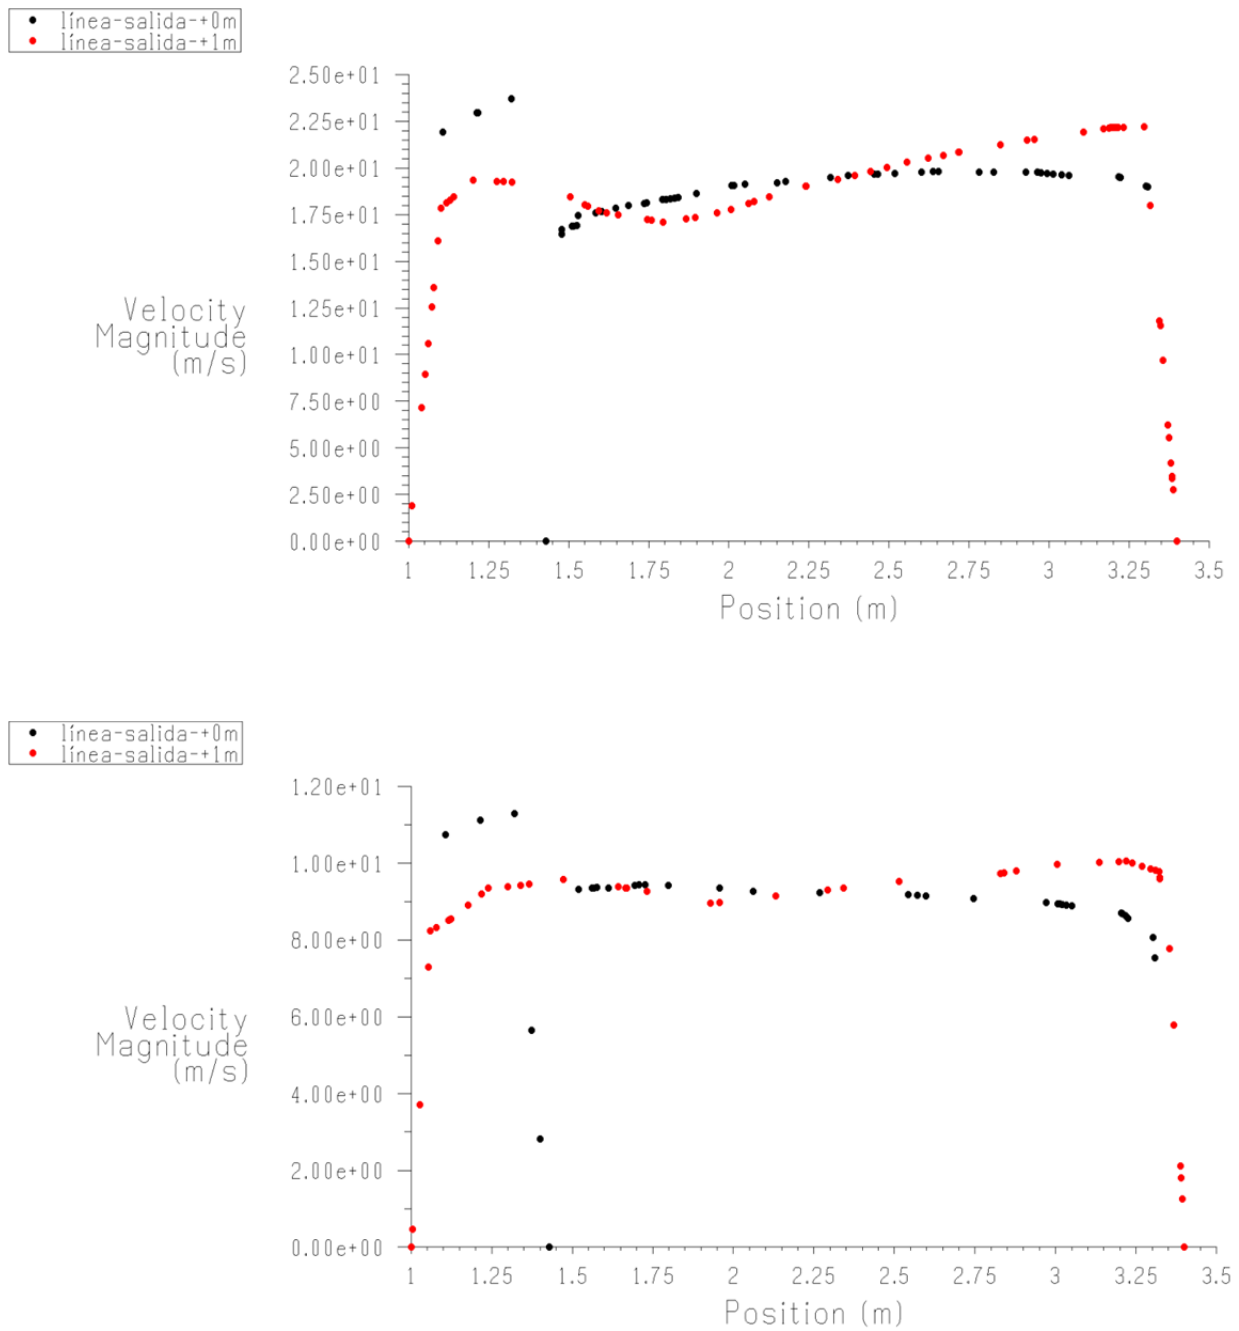 línea-salida-+0m
línea-salida-+1m
2.50e+01
2.25e+01
2.00e+01
1.75e+01
1.50e+01
1.25e+01
1.00e+01
7.50e+00
5.00e+00
2.50e+00
0.00e+00
Velocity
Magnitude
(m/s)
1 1.25 1.5 1.75 2 2.25 2.5 2.75 3 3.25 3.5
Position (m)
línea-salida-+0m
línea-salida-+1m
1.20e+01
1.00e+01
8.00e+00
6.00e+00
4.00e+00
2.00e+00
0.00e+00
Velocity
Magnitude
(m/s)
1 1.25 1.5 1.75 2 2.25 2.5 2.75 3 3.25 3.5
Position (m)